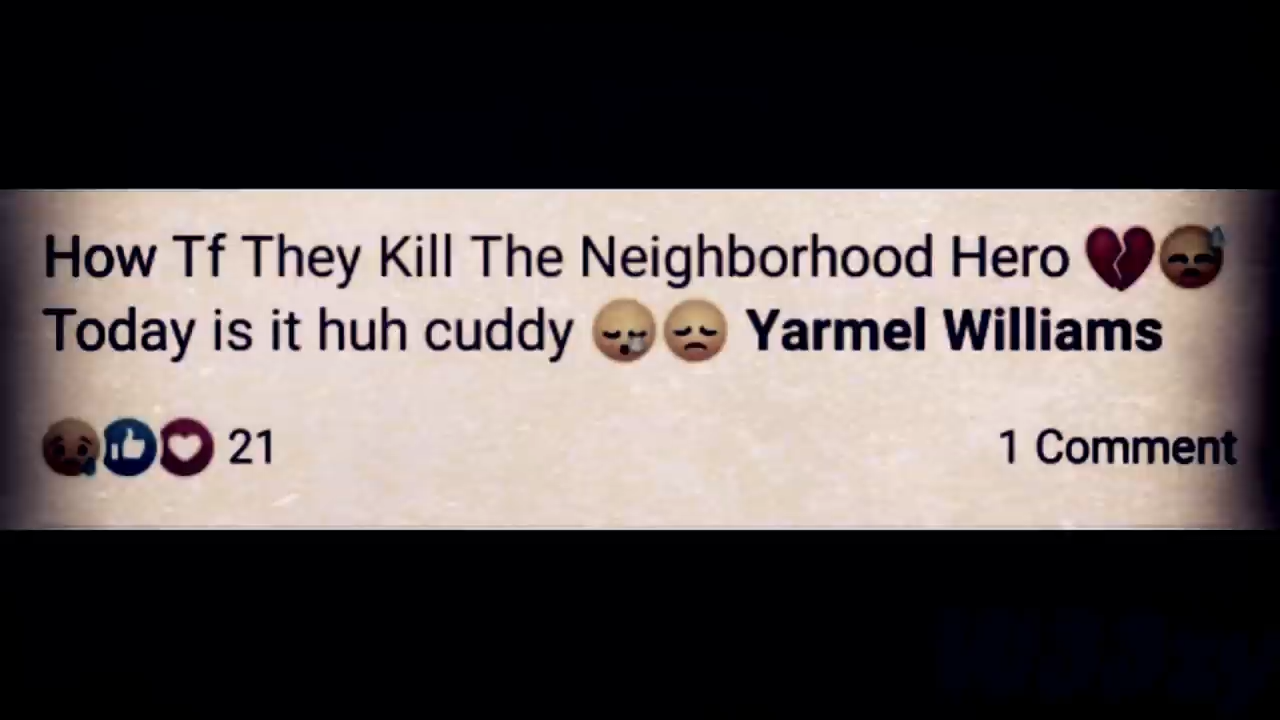 How Tf They Kill The Neighborhood Hero 💔😓
Today is it huh cuddy 😪😞 Yarmel Williams
21
1 Comment